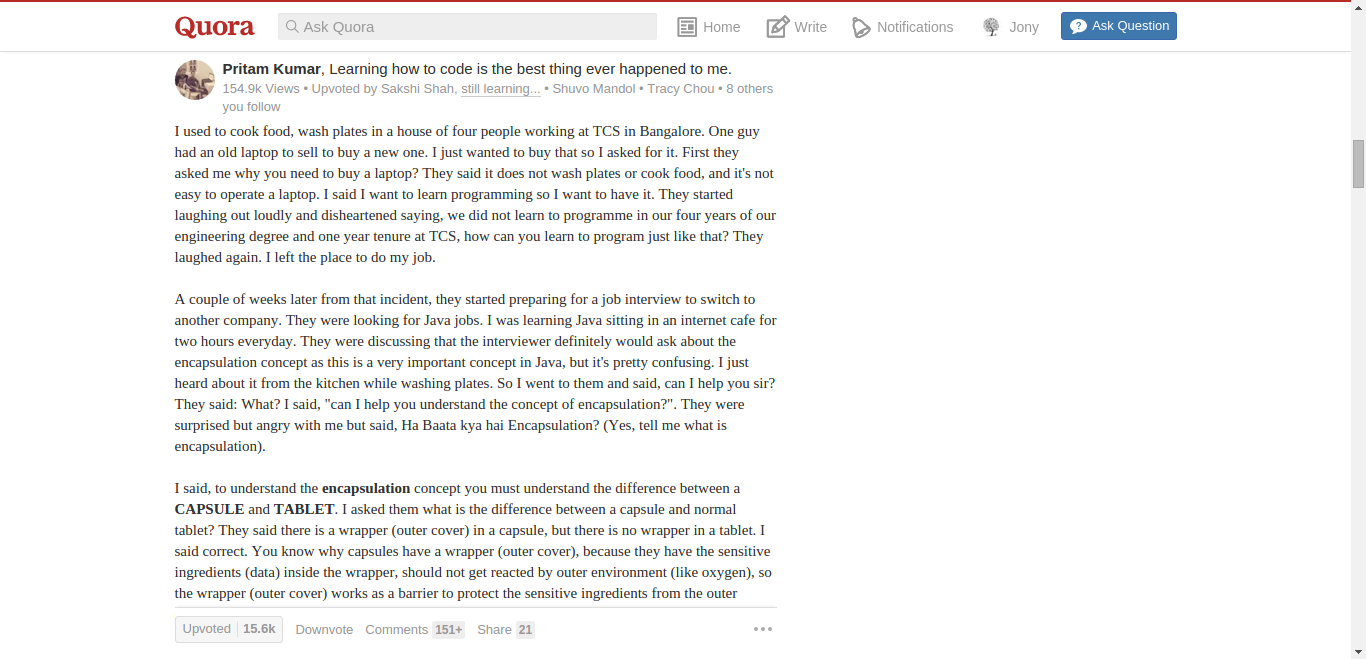 Quora
Ask Quora
Home
Write
Notifications
Jony
? Ask Question
Pritam Kumar, Learning how to code is the best thing ever happened to me.
154.9k Views • Upvoted by Sakshi Shah, still learning... • Shuvo Mandol • Tracy Chou • 8 others
you follow
I used to cook food, wash plates in a house of four people working at TCS in Bangalore. One guy
had an old laptop to sell to buy a new one. I just wanted to buy that so I asked for it. First they
asked me why you need to buy a laptop? They said it does not wash plates or cook food, and it's not
easy to operate a laptop. I said I want to learn programming so I want to have it. They started
laughing out loudly and disheartened saying, we did not learn to programme in our four years of our
engineering degree and one year tenure at TCS, how can you learn to program just like that? They
laughed again. I left the place to do my job.
A couple of weeks later from that incident, they started preparing for a job interview to switch to
another company. They were looking for Java jobs. I was learning Java sitting in an internet cafe for
two hours everyday. They were discussing that the interviewer definitely would ask about the
encapsulation concept as this is a very important concept in Java, but it's pretty confusing. I just
heard about it from the kitchen while washing plates. So I went to them and said, can I help you sir?
They said: What? I said, "can I help you understand the concept of encapsulation?". They were
surprised but angry with me but said, Ha Baata kya hai Encapsulation? (Yes, tell me what is
encapsulation).
I said, to understand the encapsulation concept you must understand the difference between a
CAPSULE and TABLET. I asked them what is the difference between a capsule and normal
tablet? They said there is a wrapper (outer cover) in a capsule, but there is no wrapper in a tablet. I
said correct. You know why capsules have a wrapper (outer cover), because they have the sensitive
ingredients (data) inside the wrapper, should not get reacted by outer environment (like oxygen), so
the wrapper (outer cover) works as a barrier to protect the sensitive ingredients from the outer
Upvoted 15.6k Downvote Comments 151+ Share 21